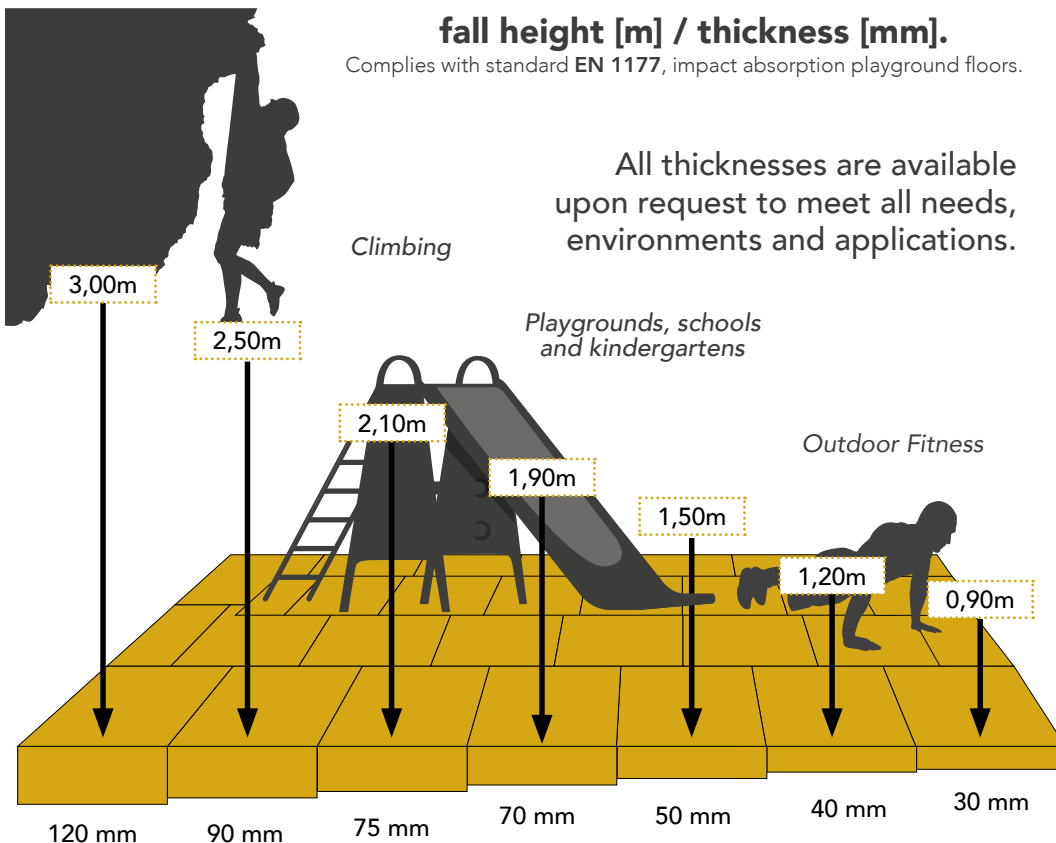 fall height [m] / thickness [mm].
Complies with standard EN 1177, impact absorption playground floors.
All thicknesses are available
upon request to meet all needs,
environments and applications.
Climbing
3,00m
2,50m
Playgrounds, schools
and kindergartens
2,10m
1,90m
Outdoor Fitness
1,50m
1,20m
0,90m
120 mm
90 mm
75 mm
70 mm
50 mm
40 mm
30 mm